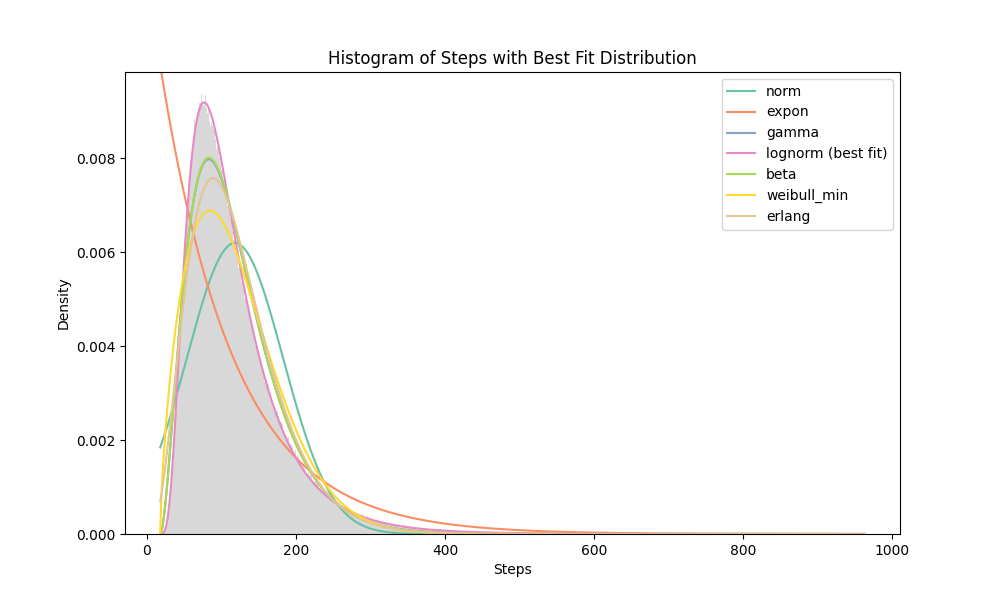 Histogram of Steps with Best Fit Distribution
norm
expon
gamma
lognorm (best fit)
beta
weibull_min
erlang
0.008
0.006
0.004
0.002
0.000
Density
0
200
400
600
800
1000
Steps